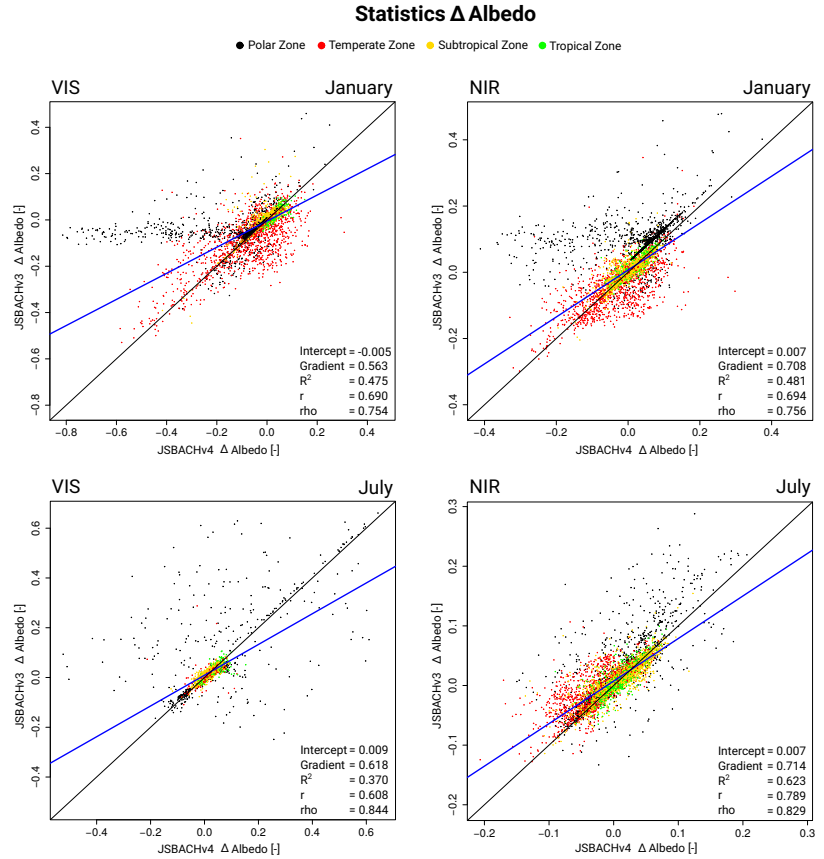 Statistics Δ Albedo
Polar Zone Temperate Zone Subtropical Zone Tropical Zone
VIS January
0.4
0.2
0.0
−0.2
−0.4
−0.6
−0.8
JSBACHv3 Δ Albedo [-]
Intercept = -0.005
Gradient = 0.563
R² = 0.475
r = 0.690
rho = 0.754
−0.8 −0.6 −0.4 −0.2 0.0 0.2 0.4
JSBACHv4 Δ Albedo [-]
NIR January
0.4
0.2
0.0
−0.2
−0.4
JSBACHv3 Δ Albedo [-]
Intercept = 0.007
Gradient = 0.708
R² = 0.481
r = 0.694
rho = 0.756
−0.4 −0.2 0.0 0.2 0.4
JSBACHv4 Δ Albedo [-]
VIS July
0.6
0.4
0.2
0.0
−0.2
−0.4
JSBACHv3 Δ Albedo [-]
Intercept = 0.009
Gradient = 0.618
R² = 0.370
r = 0.608
rho = 0.844
−0.4 −0.2 0.0 0.2 0.4 0.6
JSBACHv4 Δ Albedo [-]
NIR July
0.3
0.2
0.1
0.0
−0.1
−0.2
JSBACHv3 Δ Albedo [-]
Intercept = 0.007
Gradient = 0.714
R² = 0.623
r = 0.789
rho = 0.829
−0.2 −0.1 0.0 0.1 0.2 0.3
JSBACHv4 Δ Albedo [-]